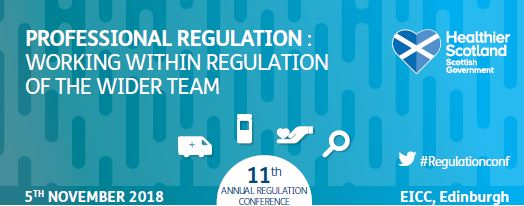 PROFESSIONAL REGULATION :
WORKING WITHIN REGULATION
OF THE WIDER TEAM
Healthier
Scotland
Scottish
Government
#Regulationconf
11th
ANNUAL REGULATION
CONFERENCE
5TH NOVEMBER 2018
EICC, Edinburgh